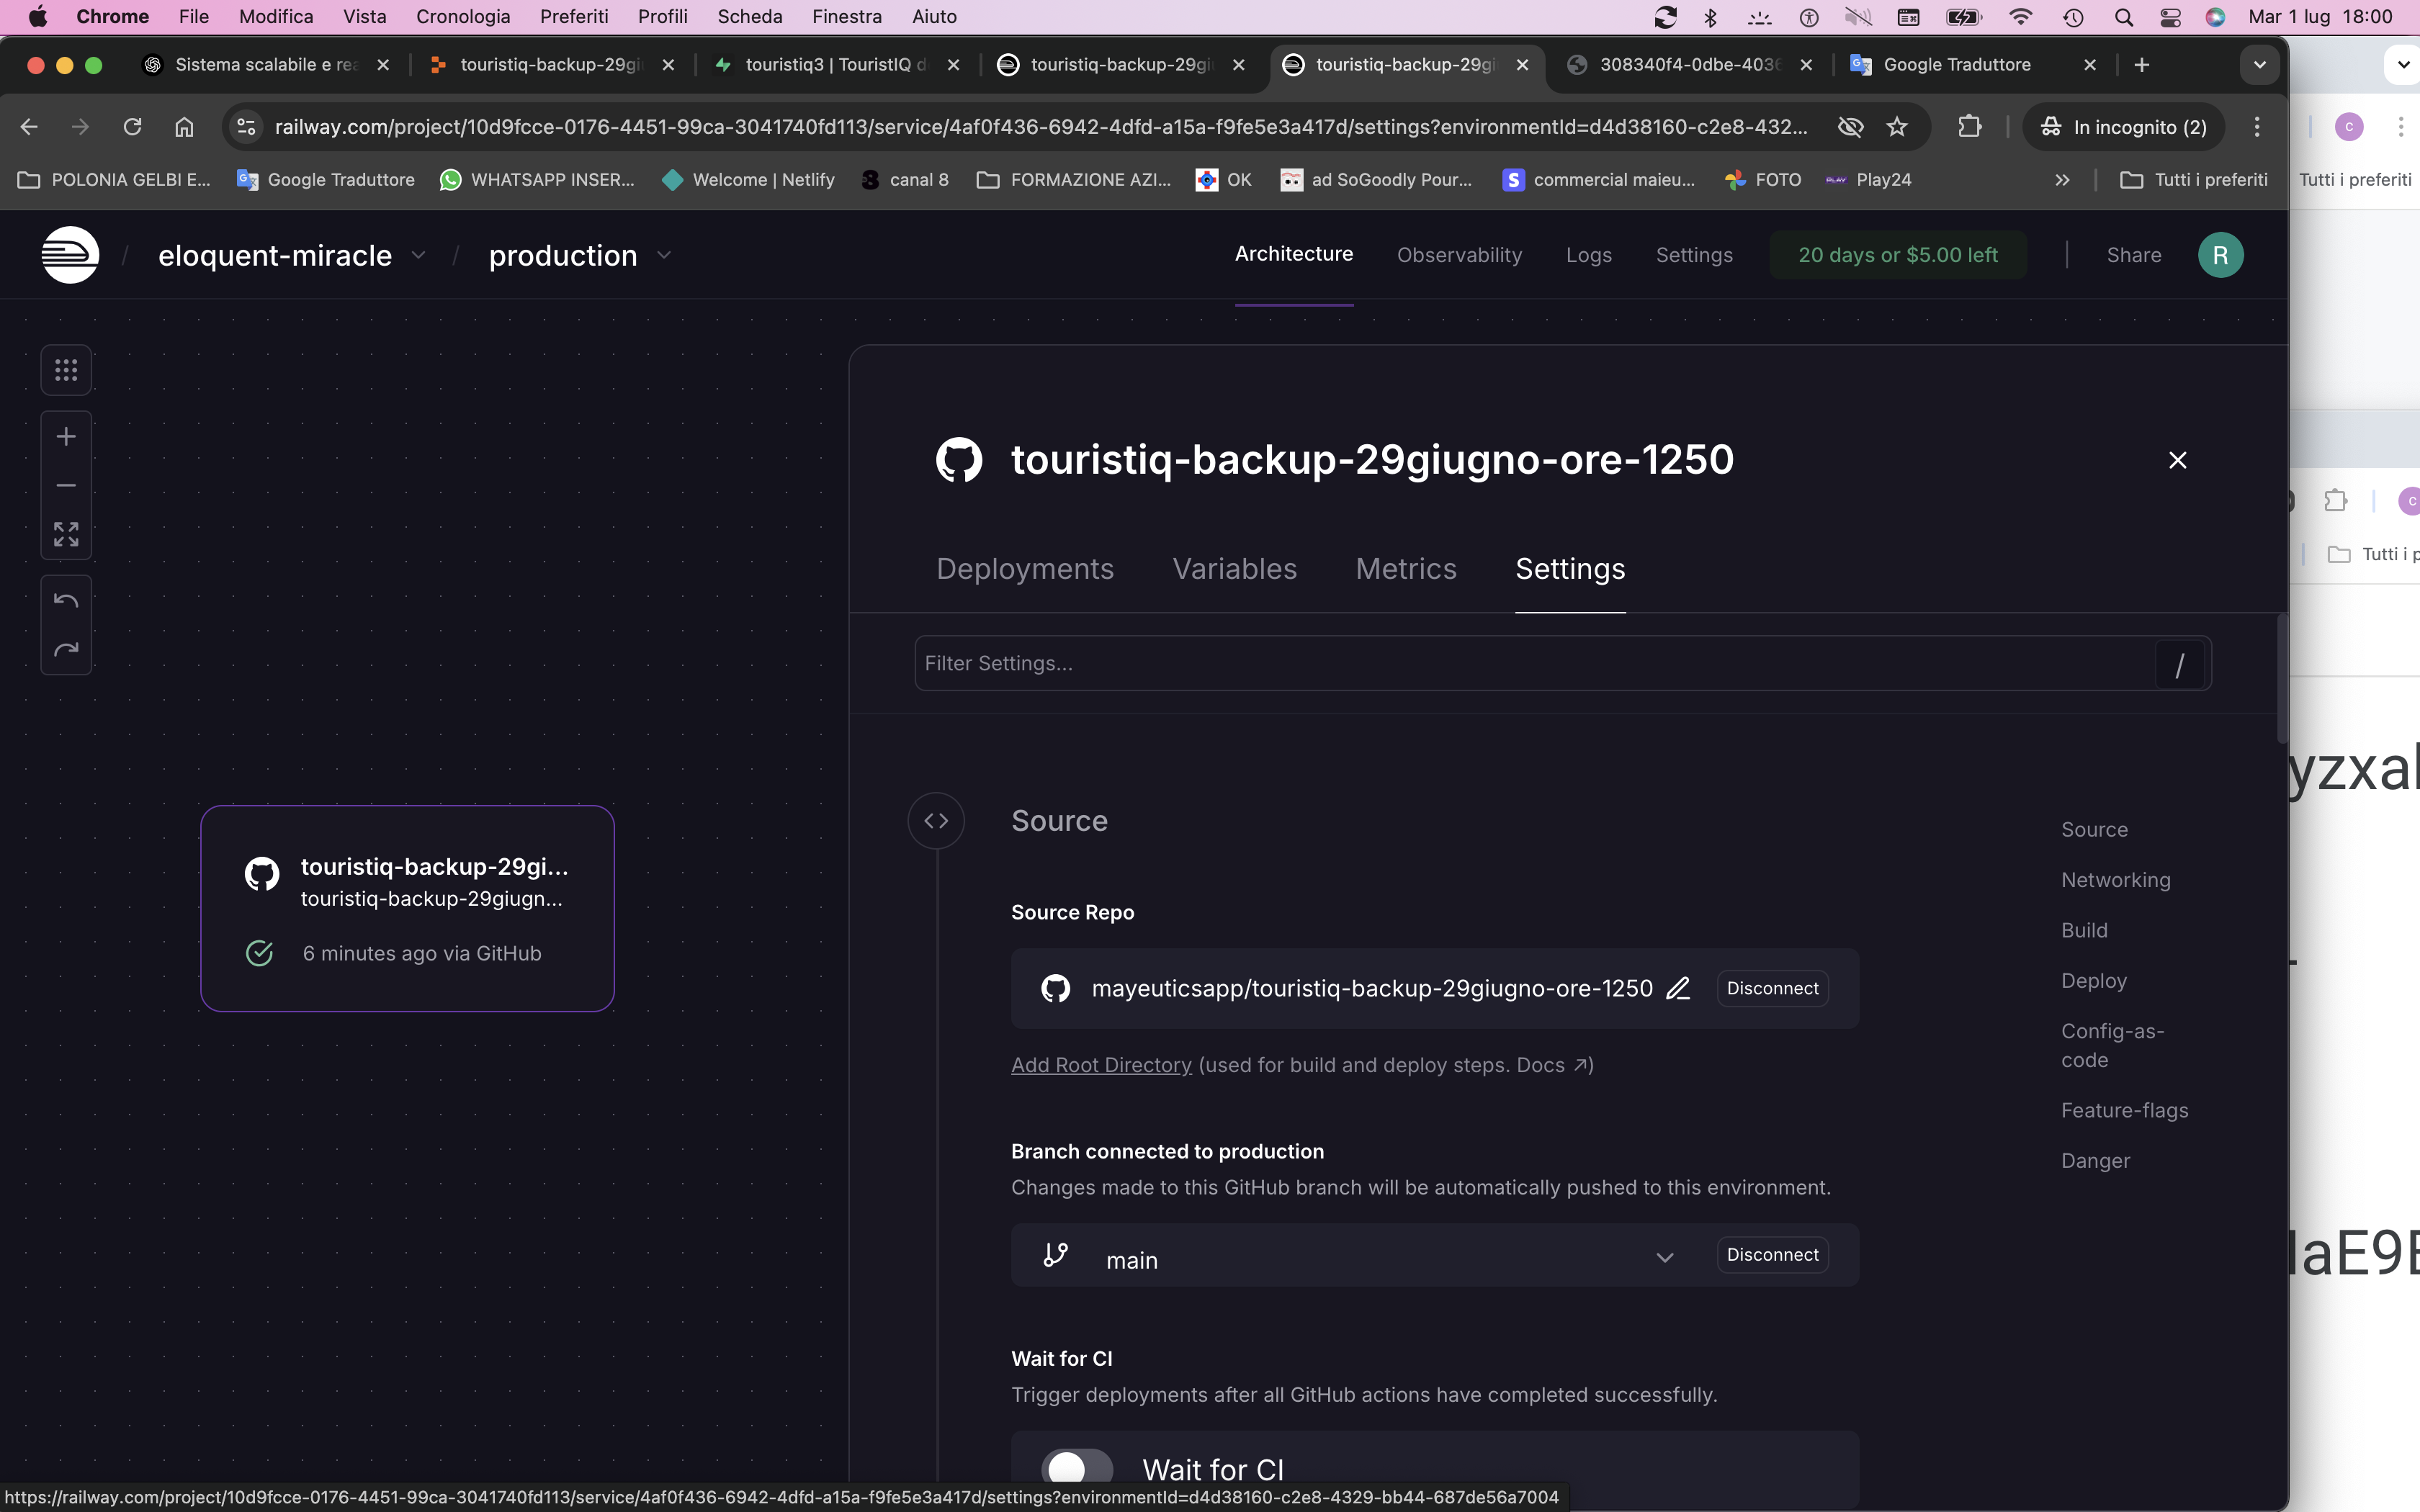 Chrome File Modifica Vista Cronologia Preferiti Profili Scheda Finestra Aiuto Mar 1 lug 18:00
Sistema scalabile e rea touristiq-backup-29gi touristiq3 | TouristIQ d touristiq-backup-29gi touristiq-backup-29gi 308340f4-0dbe-4036 Google Traduttore
railway.com/project/10d9fcce-0176-4451-99ca-3041740fd113/service/4af0f436-6942-4dfd-a15a-f9fe5e3a417d/settings?environmentId=d4d38160-c2e8-432... In incognito (2) c
POLONIA GELBI E... Google Traduttore WHATSAPP INSER... Welcome | Netlify canal 8 FORMAZIONE AZI... OK ad SoGoodly Pour... commercial maieu... FOTO Play24 >> Tutti i preferiti Tutti i preferiti
/ eloquent-miracle / production Architecture Observability Logs Settings 20 days or $5.00 left Share R
touristiq-backup-29giugno-ore-1250
c
Tutti i p
Deployments Variables Metrics Settings
Filter Settings... /
yzxal
Source
Source
Networking
Build
Deploy
Config-as-
code
Feature-flags
Danger
touristiq-backup-29gi...
touristiq-backup-29giugn...
6 minutes ago via GitHub
Source Repo
mayeuticsapp/touristiq-backup-29giugno-ore-1250 Disconnect
Add Root Directory (used for build and deploy steps. Docs ↗)
Branch connected to production
Changes made to this GitHub branch will be automatically pushed to this environment.
main Disconnect
aE9E
Wait for CI
Trigger deployments after all GitHub actions have completed successfully.
Wait for CI
https://railway.com/project/10d9fcce-0176-4451-99ca-3041740fd113/service/4af0f436-6942-4dfd-a15a-f9fe5e3a417d/settings?environmentId=d4d38160-c2e8-4329-bb44-687de56a7004